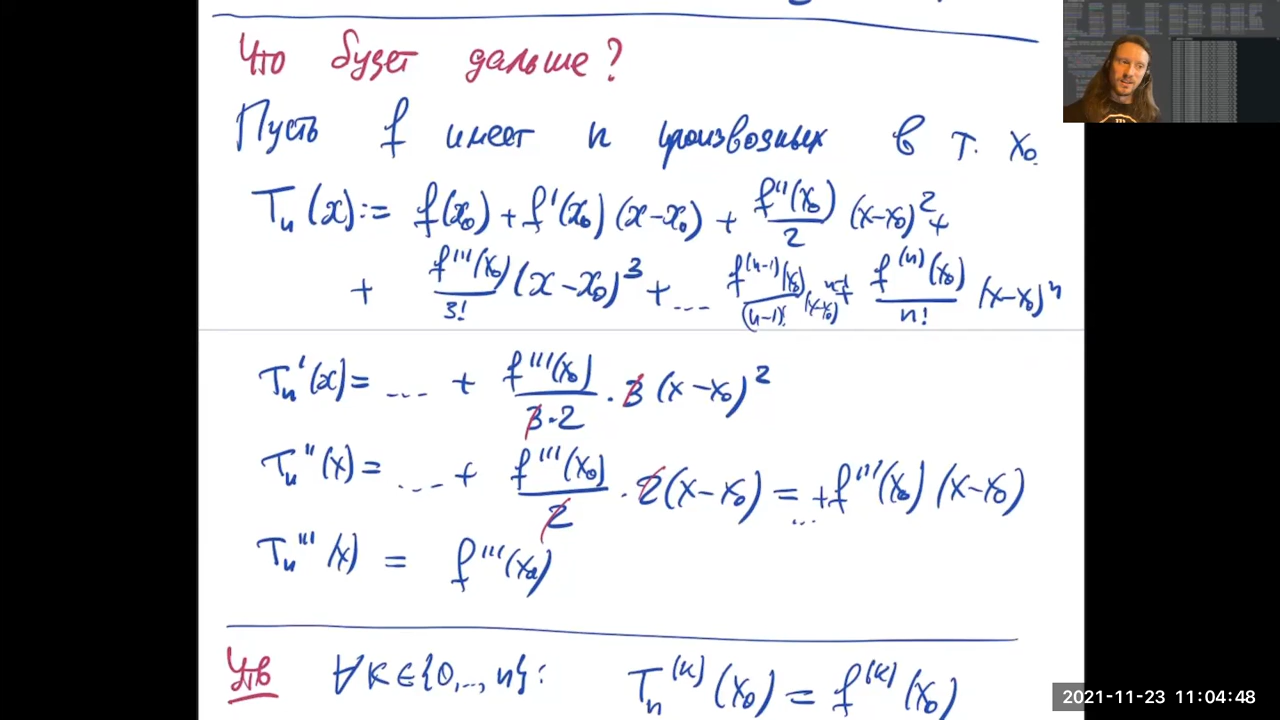 Что будет дальше?
Пусть f имеет n производных в т. x₀.
Tₙ(x) := f(x₀) + f'(x₀)(x-x₀) + f''(x₀)/2 (x-x₀)² +
+ f'''(x₀)/3! (x-x₀)³ + ... f⁽ⁿ⁻¹⁾(x₀)/(n-1)! (x-x₀)ⁿ⁻¹ + f⁽ⁿ⁾(x₀)/n! (x-x₀)ⁿ
Tₙ'(x) = ... + f'''(x₀)/3·2 · 3 (x-x₀)²
Tₙ''(x) = ... + f'''(x₀)/2 · 2(x-x₀) = ... + f'''(x₀)(x-x₀)
Tₙ'''(x) = f'''(x₀)
Утв ∀k∈{0,..,n}: Tₙ⁽ᵏ⁾(x₀) = f⁽ᵏ⁾(x₀)
2021-11-23 11:04:48